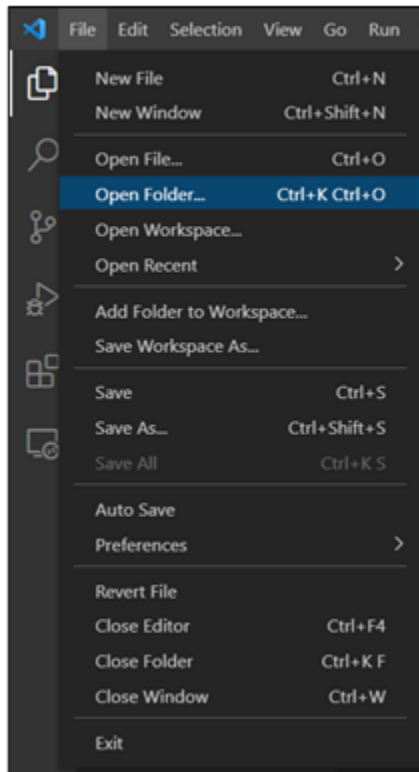 File Edit Selection View Go Run
New File Ctrl+N
New Window Ctrl+Shift+N
Open File... Ctrl+O
Open Folder... Ctrl+K Ctrl+O
Open Workspace...
Open Recent >
Add Folder to Workspace...
Save Workspace As...
Save Ctrl+S
Save As... Ctrl+Shift+S
Save All Ctrl+K S
Auto Save
Preferences >
Revert File
Close Editor Ctrl+F4
Close Folder Ctrl+K F
Close Window Ctrl+W
Exit